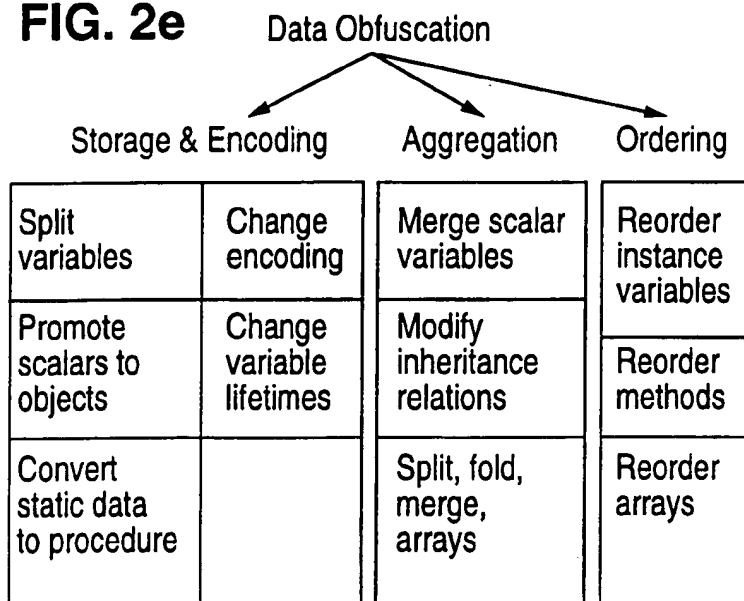 FIG. 2e
Data Obfuscation
Storage & Encoding
Aggregation
Ordering
Split
variables
Change
encoding
Merge scalar
variables
Reorder
instance
variables
Promote
scalars to
objects
Change
variable
lifetimes
Modify
inheritance
relations
Reorder
methods
Convert
static data
to procedure
Split, fold,
merge,
arrays
Reorder
arrays